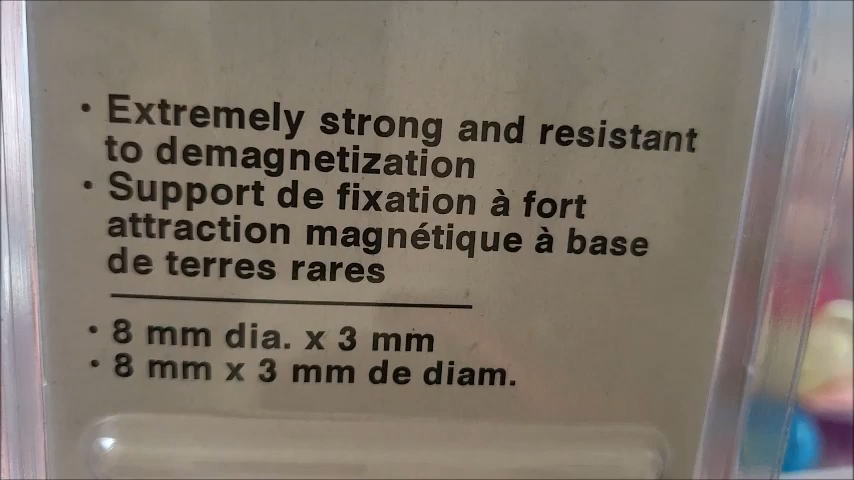 • Extremely strong and resistant
to demagnetization
• Support de fixation à fort
attraction magnétique à base
de terres rares
• 8 mm dia. x 3 mm
• 8 mm x 3 mm de diam.